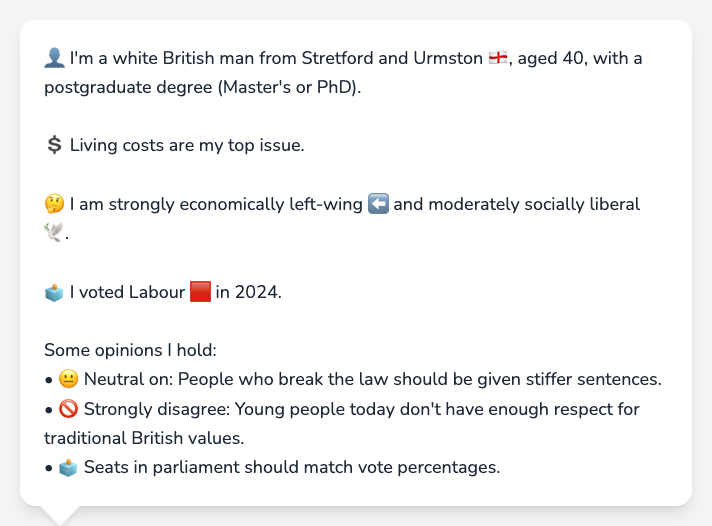 👤 I'm a white British man from Stretford and Urmston 🏴󠁧󠁢󠁥󠁮󠁧󠁿, aged 40, with a
postgraduate degree (Master's or PhD).
💲 Living costs are my top issue.
🤔 I am strongly economically left-wing ⬅️ and moderately socially liberal
🕊️.
🗳️ I voted Labour 🟥 in 2024.
Some opinions I hold:
• 😐 Neutral on: People who break the law should be given stiffer sentences.
• 🚫 Strongly disagree: Young people today don't have enough respect for
traditional British values.
• 🗳️ Seats in parliament should match vote percentages.